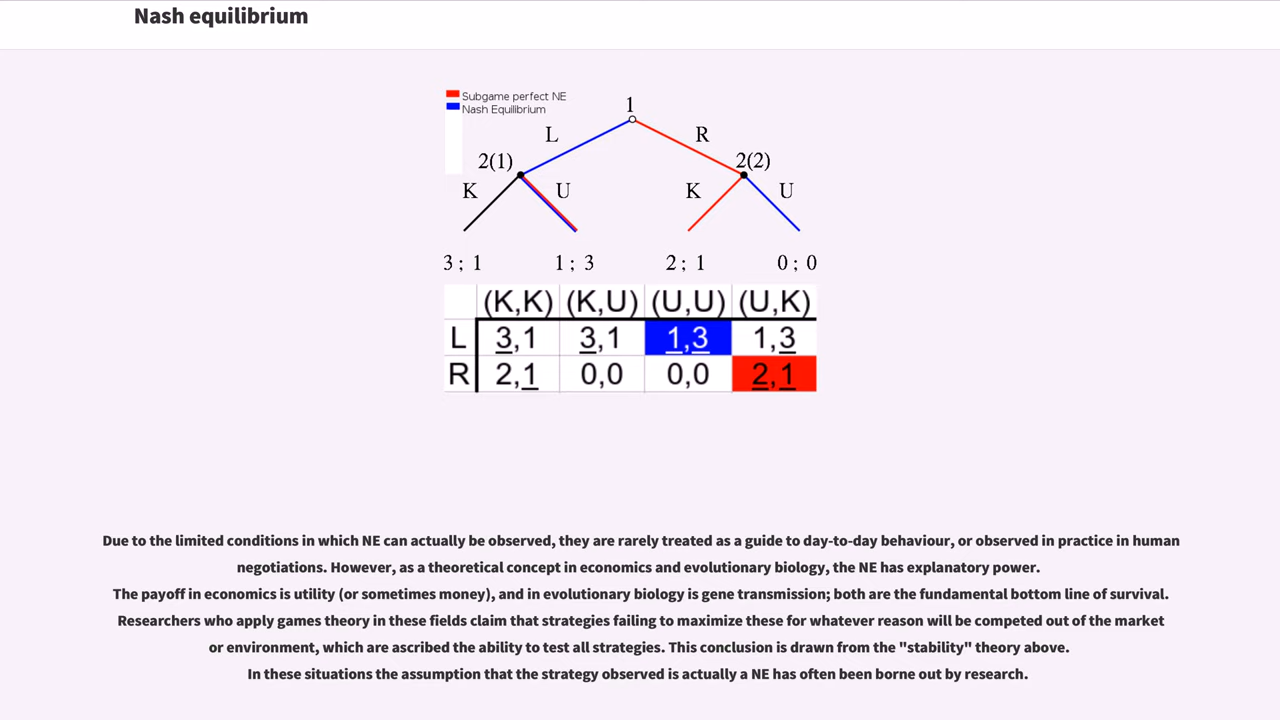 Nash equilibrium
Subgame perfect NE
Nash Equilibrium
1
L R
2(1) 2(2)
K U K U
3 ; 1 1 ; 3 2 ; 1 0 ; 0
(K,K) (K,U) (U,U) (U,K)
L 3,1 3,1 1,3 1,3
R 2,1 0,0 0,0 2,1
Due to the limited conditions in which NE can actually be observed, they are rarely treated as a guide to day-to-day behaviour, or observed in practice in human
negotiations. However, as a theoretical concept in economics and evolutionary biology, the NE has explanatory power.
The payoff in economics is utility (or sometimes money), and in evolutionary biology is gene transmission; both are the fundamental bottom line of survival.
Researchers who apply games theory in these fields claim that strategies failing to maximize these for whatever reason will be competed out of the market
or environment, which are ascribed the ability to test all strategies. This conclusion is drawn from the "stability" theory above.
In these situations the assumption that the strategy observed is actually a NE has often been borne out by research.